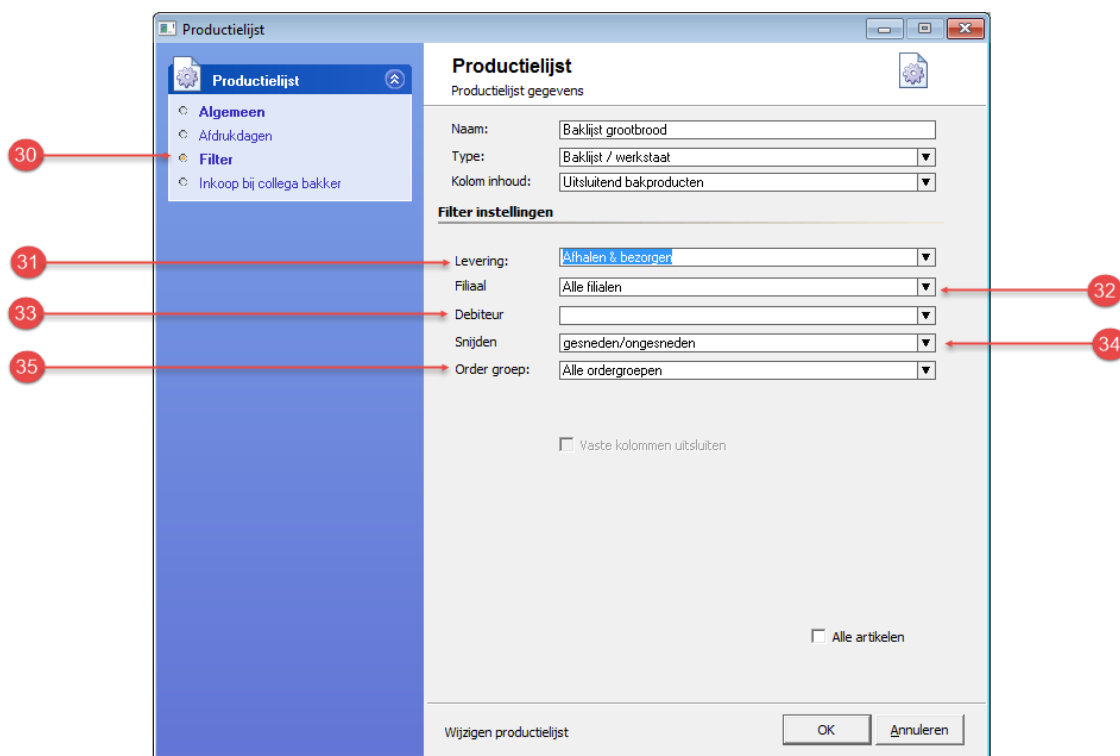 Productielijst
Productielijst
Algemeen
Afdrukdagen
Filter
Inkoop bij collega bakker
Productielijst
Productielijst gegevens
Naam: Baklijst grootbrood
Type: Baklijst / werkstaat
Kolom inhoud: Uitsluitend bakproducten
Filter instellingen
Levering: Afhalen & bezorgen
Filiaal Alle filialen
Debiteur
Snijden gesneden/ongesneden
Order groep: Alle ordergroepen
Vaste kolommen uitsluiten
Alle artikelen
Wijzigen productielijst OK Annuleren
30
31
32
33
34
35